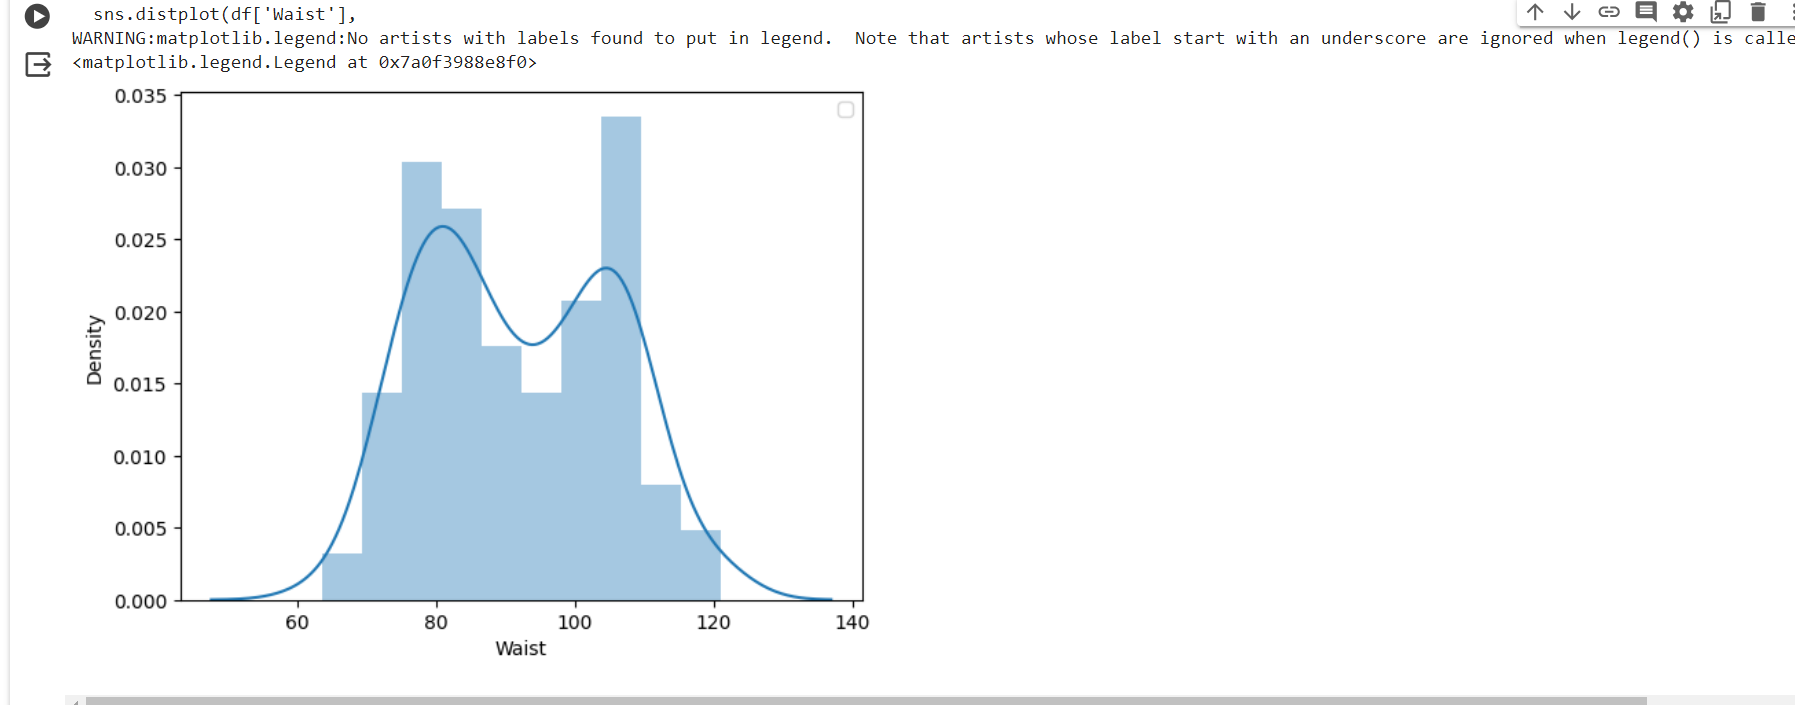 sns.distplot(df['Waist'],
WARNING:matplotlib.legend:No artists with labels found to put in legend.  Note that artists whose label start with an underscore are ignored when legend() is calle
<matplotlib.legend.Legend at 0x7a0f3988e8f0>
0.035
0.030
0.025
0.020
0.015
0.010
0.005
0.000
Density
60 80 100 120 140
Waist